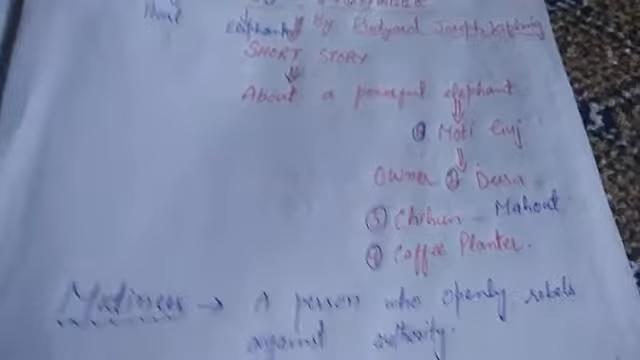 By Rudyard Joseph Kipling
SHORT STORY
About a powerful elephant
① Moti Guj
Owner ② Deesa
③ Chihun - Mahout
④ Coffee Planter.
Mutineer → A person who openly rebels
against authority.